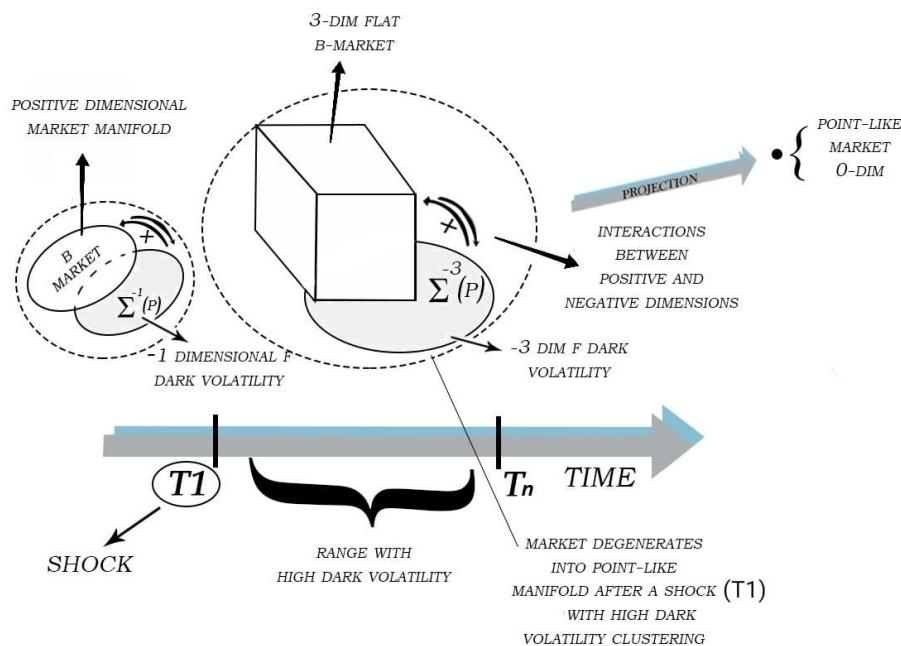 3-DIM FLAT
B-MARKET
POSITIVE DIMENSIONAL
MARKET MANIFOLD
POINT-LIKE
MARKET
0-DIM
PROJECTION
B
MARKET
+
Σ⁻¹(P)
+
Σ⁻³(P)
INTERACTIONS
BETWEEN
POSITIVE AND
NEGATIVE DIMENSIONS
-1 DIMENSIONAL F
DARK VOLATILITY
-3 DIM F DARK
VOLATILITY
T1
Tn
TIME
SHOCK
RANGE WITH
HIGH DARK VOLATILITY
MARKET DEGENERATES
INTO POINT-LIKE
MANIFOLD AFTER A SHOCK (T1)
WITH HIGH DARK
VOLATILITY CLUSTERING